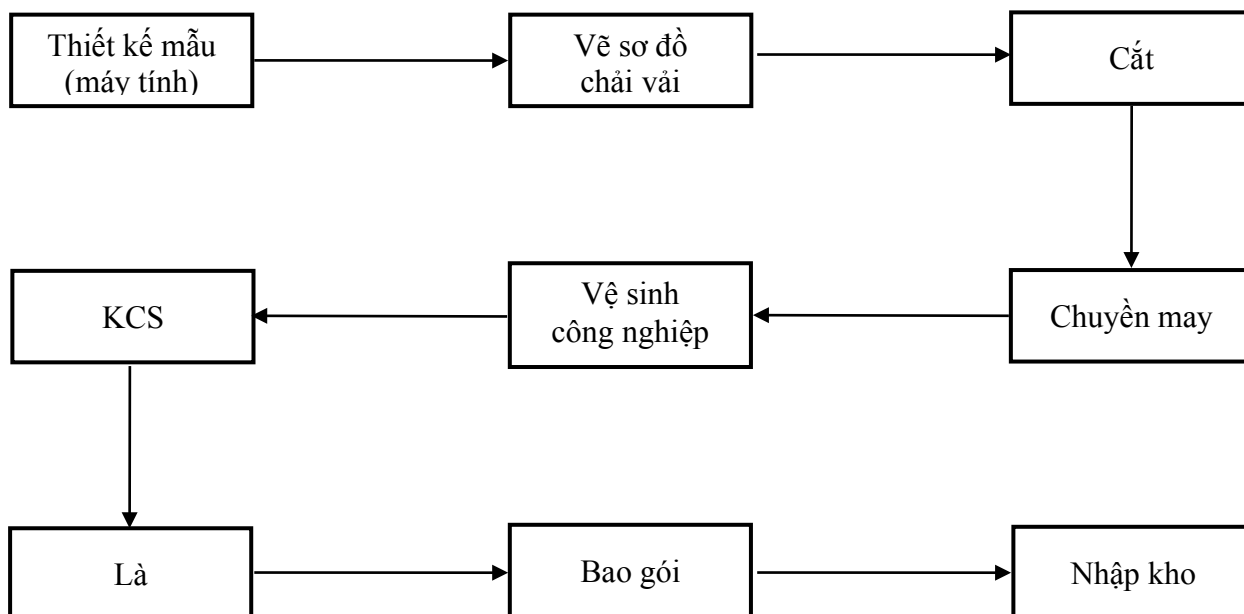 Thiết kế mẫu
(máy tính)
Vẽ sơ đồ
chải vải
Cắt
Chuyền may
Vệ sinh
công nghiệp
KCS
Là
Bao gói
Nhập kho